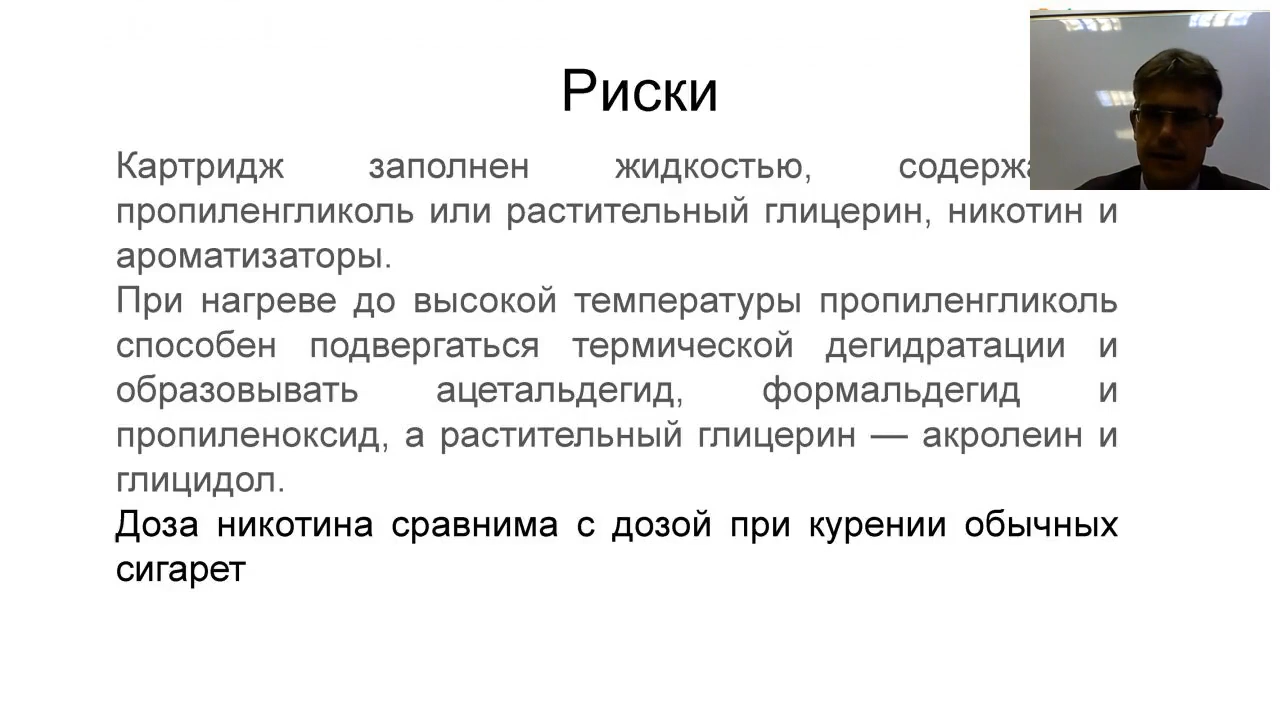 Риски
Картридж заполнен жидкостью,
пропиленгликоль или растительный глицерин, никотин и
ароматизаторы.
При нагреве до высокой температуры пропиленгликоль
способен подвергаться термической дегидратации и
образовывать ацетальдегид, формальдегид и
пропиленоксид, а растительный глицерин — акролеин и
глицидол.
Доза никотина сравнима с дозой при курении обычных
сигарет